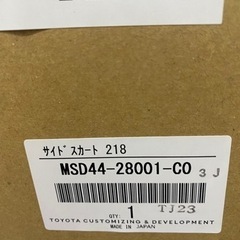 ｻｲﾄﾞｽｶｰﾄ 218
MSD44-28001-C0 3 J
QTY:
1 TJ23
TOYOTA CUSTOMIZING & DEVELOPMENT
MADE IN JAPAN